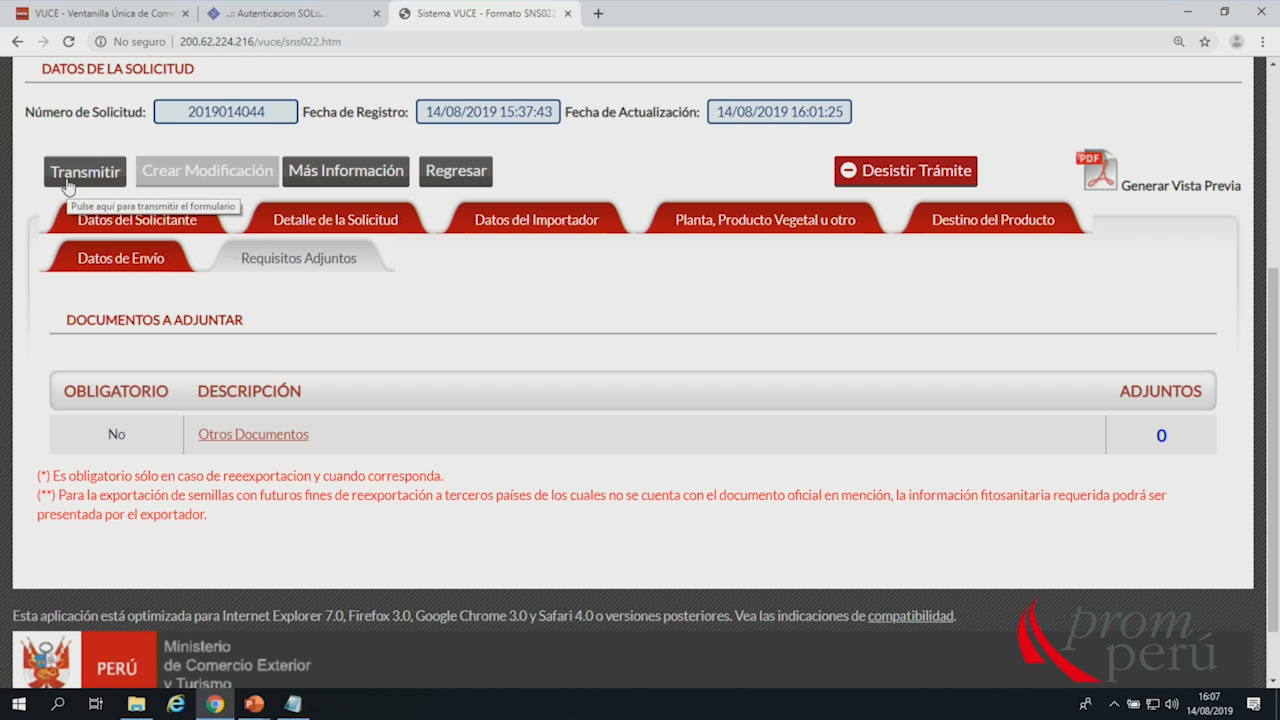 VUCE - Ventanilla Única de Come
..:: Autenticacion SOL::..
Sistema VUCE - Formato SNS022
No seguro | 200.62.224.216/vuce/sns022.htm
DATOS DE LA SOLICITUD
Número de Solicitud: 2019014044 Fecha de Registro: 14/08/2019 15:37:43 Fecha de Actualización: 14/08/2019 16:01:25
Transmitir Crear Modificación Más Información Regresar Desistir Trámite PDF Generar Vista Previa
Pulse aquí para transmitir el formulario
Datos del Solicitante Detalle de la Solicitud Datos del Importador Planta, Producto Vegetal u otro Destino del Producto
Datos de Envío Requisitos Adjuntos
DOCUMENTOS A ADJUNTAR
OBLIGATORIO DESCRIPCIÓN ADJUNTOS
No Otros Documentos 0
(*) Es obligatorio sólo en caso de reeexportacion y cuando corresponda.
(**) Para la exportación de semillas con futuros fines de reexportación a terceros países de los cuales no se cuenta con el documento oficial en mención, la información fitosanitaria requerida podrá ser
presentada por el exportador.
Esta aplicación está optimizada para Internet Explorer 7.0, Firefox 3.0, Google Chrome 3.0 y Safari 4.0 o versiones posteriores. Vea las indicaciones de compatibilidad.
PERÚ
Ministerio
de Comercio Exterior
y Turismo
prom
perú
16:07
14/08/2019